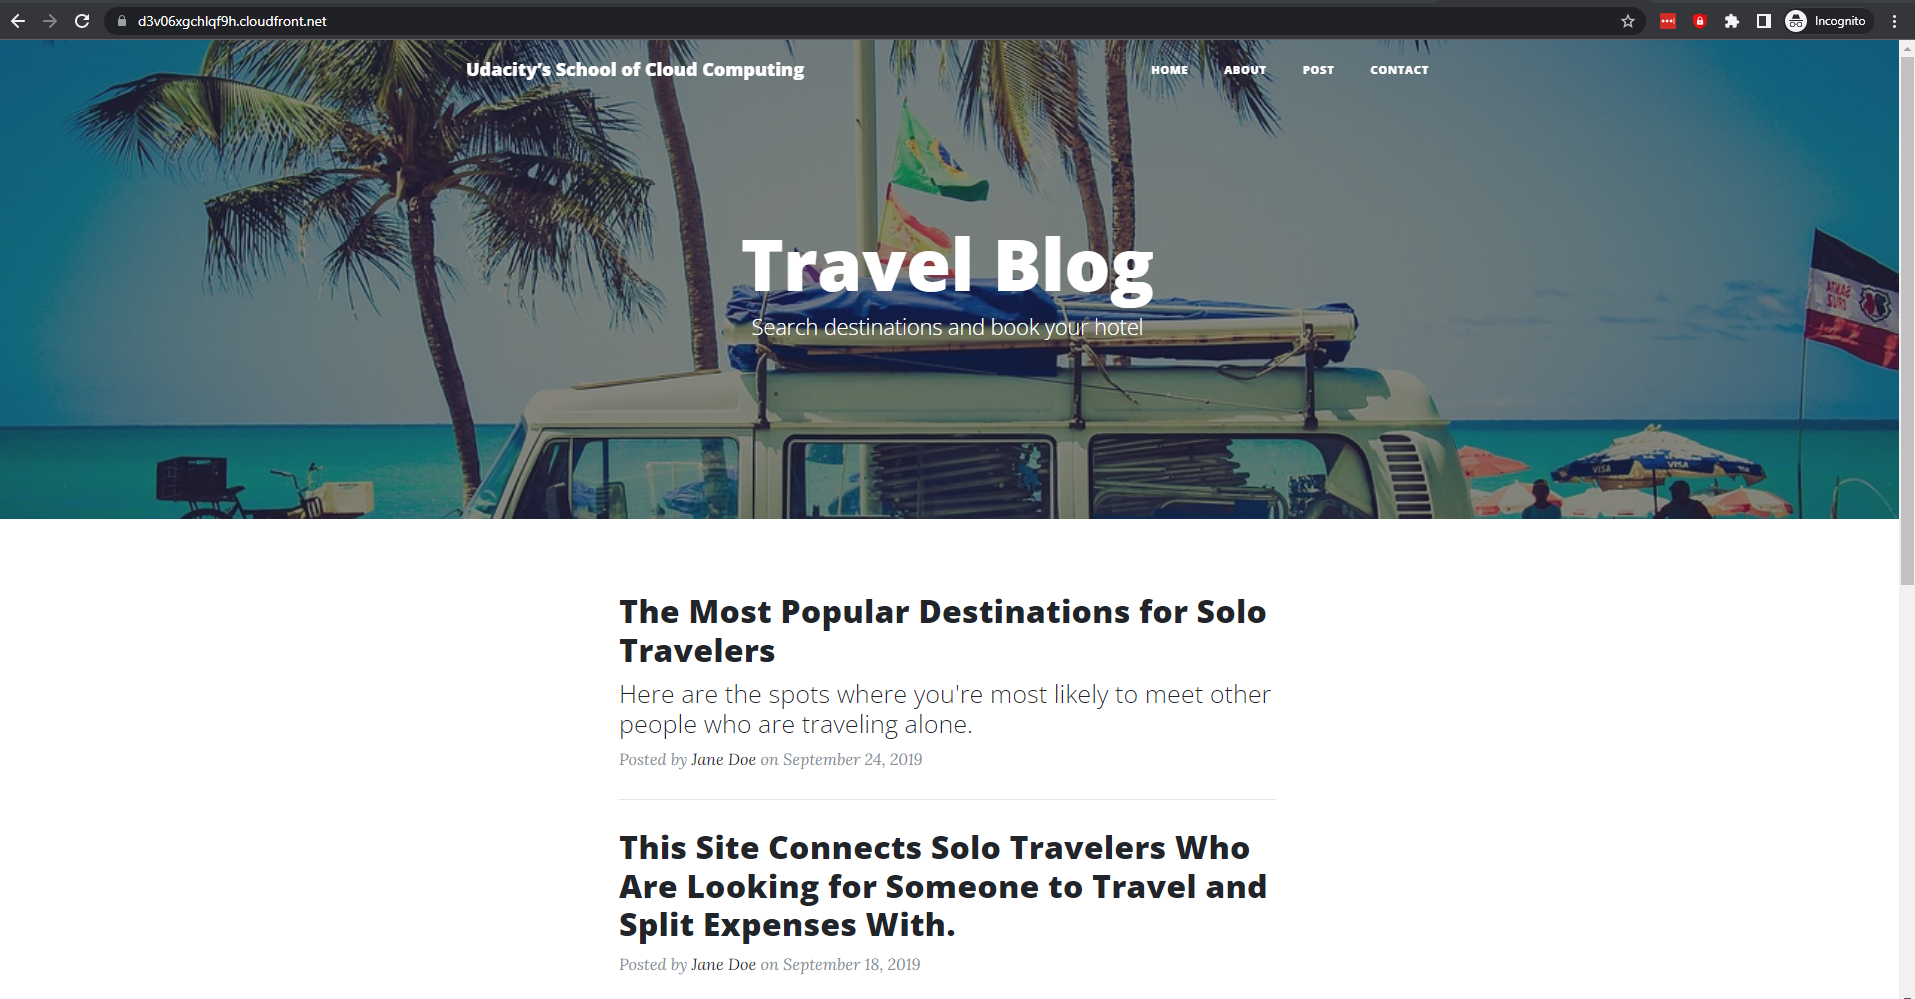 d3v06xgchlqf9h.cloudfront.net
Incognito
Udacity's School of Cloud Computing
HOME ABOUT POST CONTACT
Travel Blog
Search destinations and book your hotel
SANTA
CRUZ
VISA VISA
The Most Popular Destinations for Solo
Travelers
Here are the spots where you're most likely to meet other
people who are traveling alone.
Posted by Jane Doe on September 24, 2019
This Site Connects Solo Travelers Who
Are Looking for Someone to Travel and
Split Expenses With.
Posted by Jane Doe on September 18, 2019